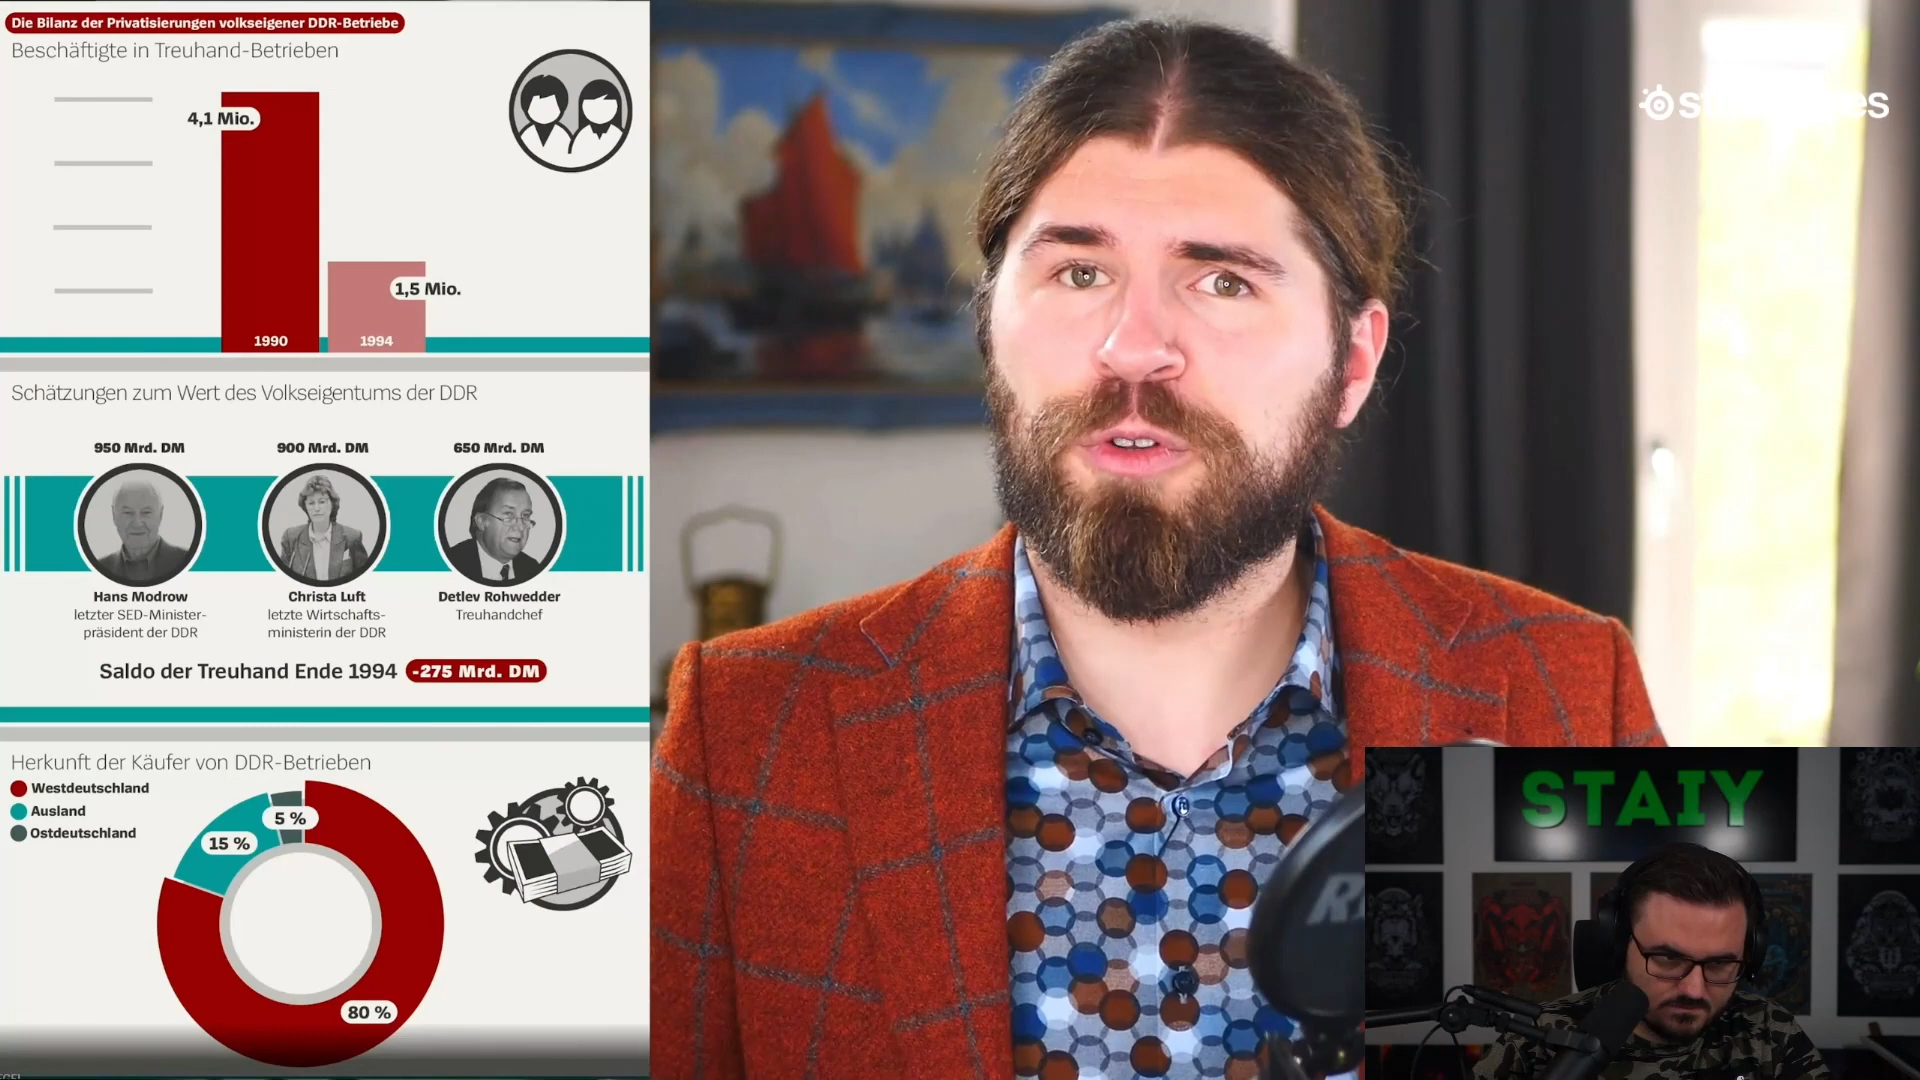 Die Bilanz der Privatisierungen volkseigener DDR-Betriebe
Beschäftigte in Treuhand-Betrieben
4,1 Mio.
1,5 Mio.
1990
1994
Schätzungen zum Wert des Volkseigentums der DDR
950 Mrd. DM
900 Mrd. DM
650 Mrd. DM
Hans Modrow
letzter SED-Minister-
präsident der DDR
Christa Luft
letzte Wirtschafts-
ministerin der DDR
Detlev Rohwedder
Treuhandchef
Saldo der Treuhand Ende 1994
-275 Mrd. DM
Herkunft der Käufer von DDR-Betrieben
Westdeutschland
Ausland
Ostdeutschland
5 %
15 %
80 %
STAIY